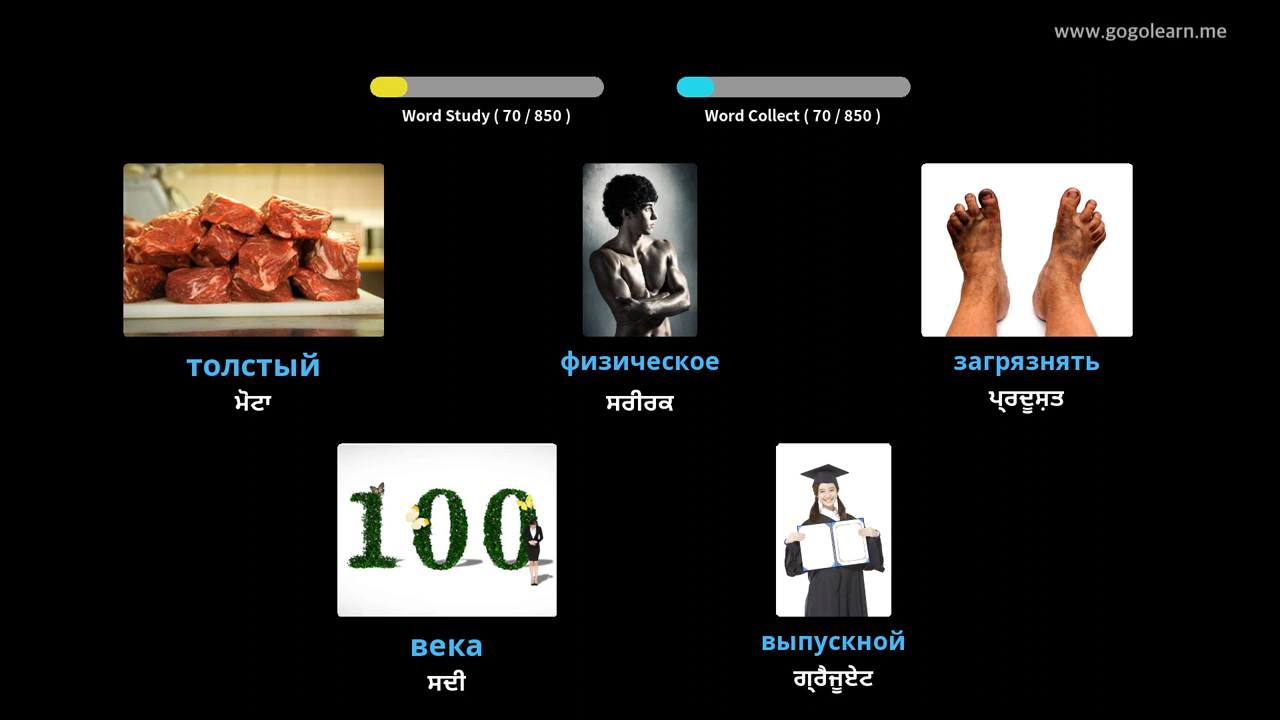 www.gogolearn.me
Word Study ( 70 / 850 )
Word Collect ( 70 / 850 )
толстый
ਮੋਟਾ
физическое
ਸਰੀਰਕ
загрязнять
ਪ੍ਰਦੂਸ਼ਤ
100
века
ਸਦੀ
выпускной
ਗ੍ਰੈਜੂਏਟ